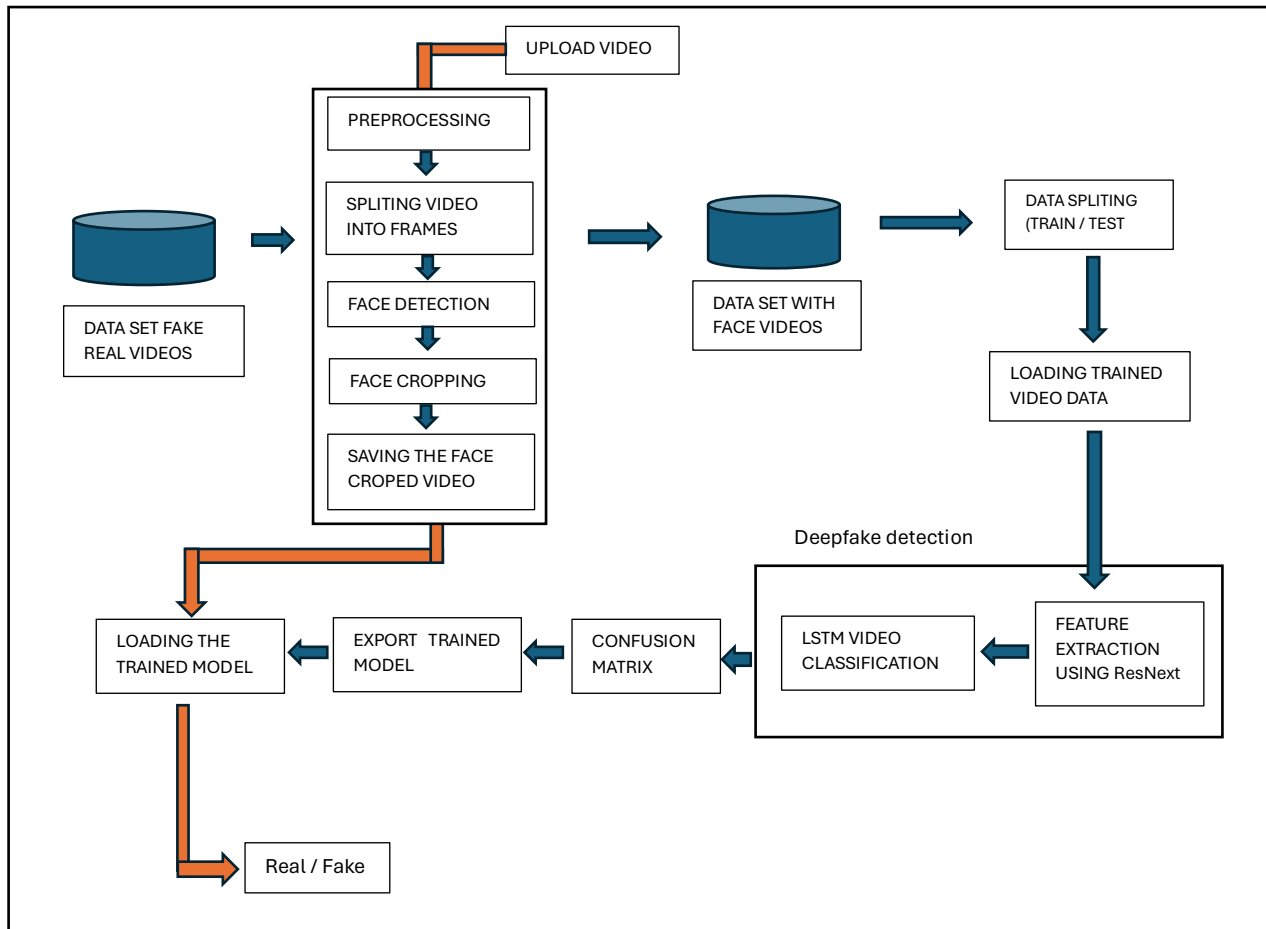 UPLOAD VIDEO
PREPROCESSING
SPLITING VIDEO
INTO FRAMES
FACE DETECTION
FACE CROPPING
SAVING THE FACE
CROPED VIDEO
DATA SET FAKE
REAL VIDEOS
DATA SET WITH
FACE VIDEOS
DATA SPLITING
(TRAIN / TEST
LOADING TRAINED
VIDEO DATA
Deepfake detection
FEATURE
EXTRACTION
USING ResNext
LSTM VIDEO
CLASSIFICATION
CONFUSION
MATRIX
EXPORT TRAINED
MODEL
LOADING THE
TRAINED MODEL
Real / Fake